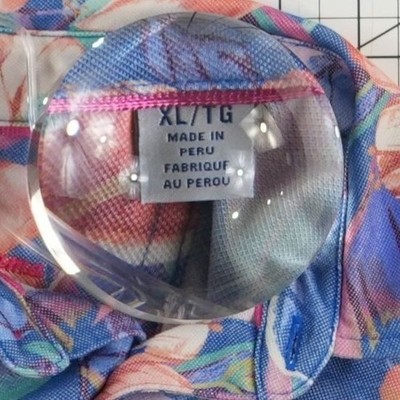 XL/TG
MADE IN
PERU
FABRIQUE
AU PEROU